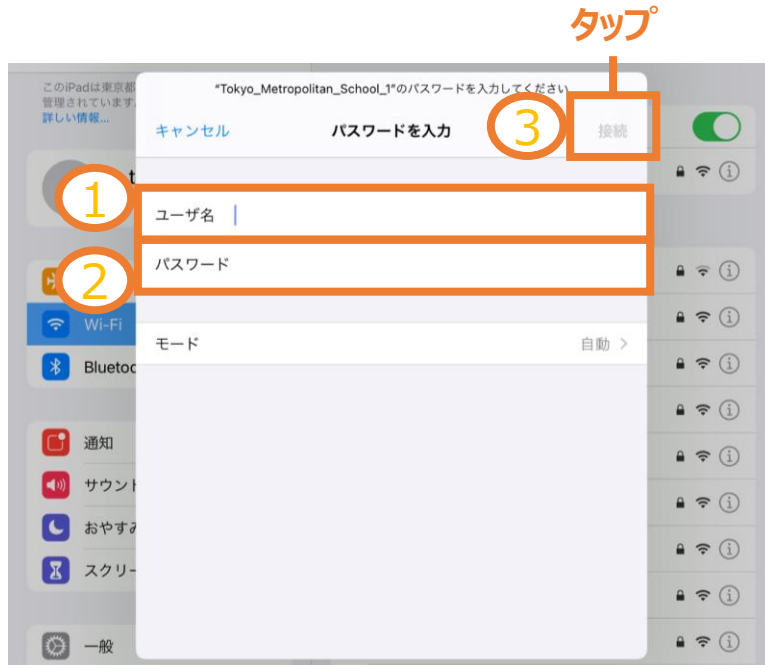 タップ
このiPadは東京都
管理されています
詳しい情報...
"Tokyo_Metropolitan_School_1"のパスワードを入力してください
キャンセル
パスワードを入力
3
接続
t
1
ユーザ名
2
パスワード
Wi-Fi
モード
自動
Bluetoo
通知
サウント
おやすみ
スクリー
一般